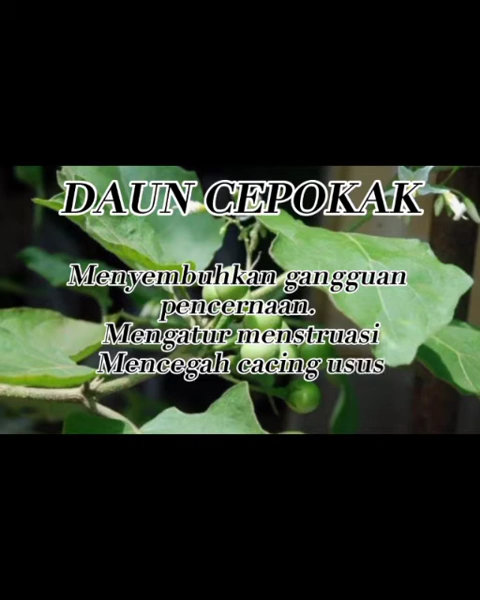 DAUN CEPOKAK
Menyembuhkan gangguan
pencernaan.
Mengatur menstruasi
Mencegah cacing usus